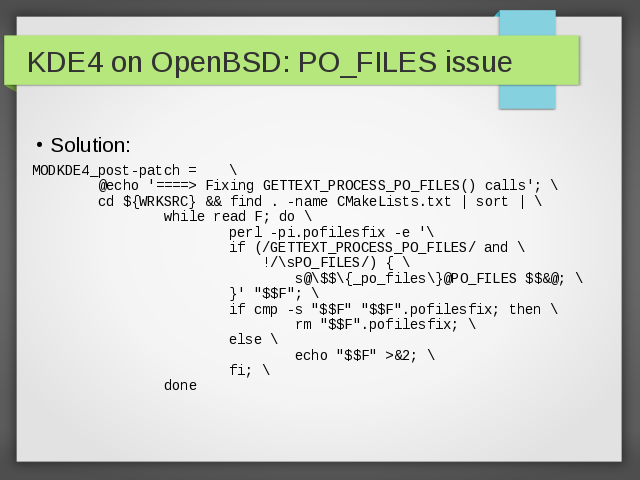 KDE4 on OpenBSD: PO_FILES issue
• Solution:
MODKDE4_post-patch =    \
        @echo '====> Fixing GETTEXT_PROCESS_PO_FILES() calls'; \
        cd ${WRKSRC} && find . -name CMakeLists.txt | sort | \
                while read F; do \
                        perl -pi.pofilesfix -e '\
                        if (/GETTEXT_PROCESS_PO_FILES/ and \
                            !/\sPO_FILES/) { \
                                s@\$$\{_po_files\}@PO_FILES $$&@; \
                        }' "$$F"; \
                        if cmp -s "$$F" "$$F".pofilesfix; then \
                                rm "$$F".pofilesfix; \
                        else \
                                echo "$$F" >&2; \
                        fi; \
                done